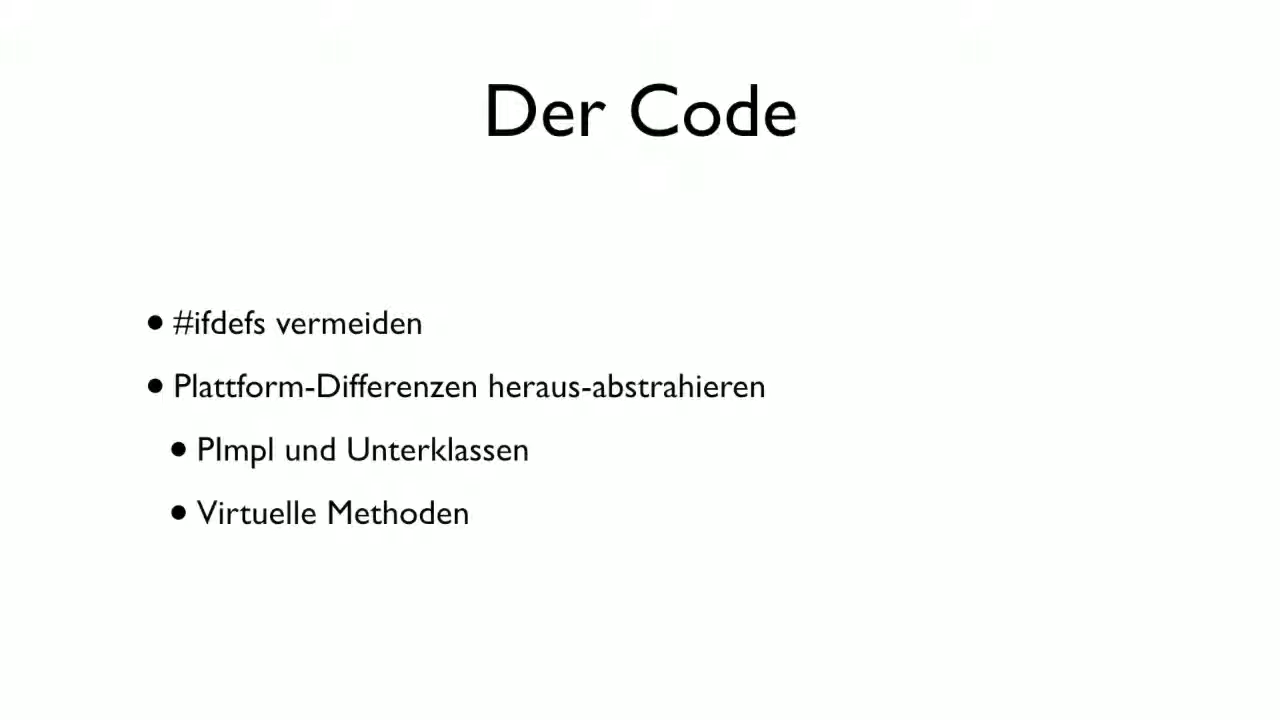 Der Code
• #ifdefs vermeiden
• Plattform-Differenzen heraus-abstrahieren
• PImpl und Unterklassen
• Virtuelle Methoden